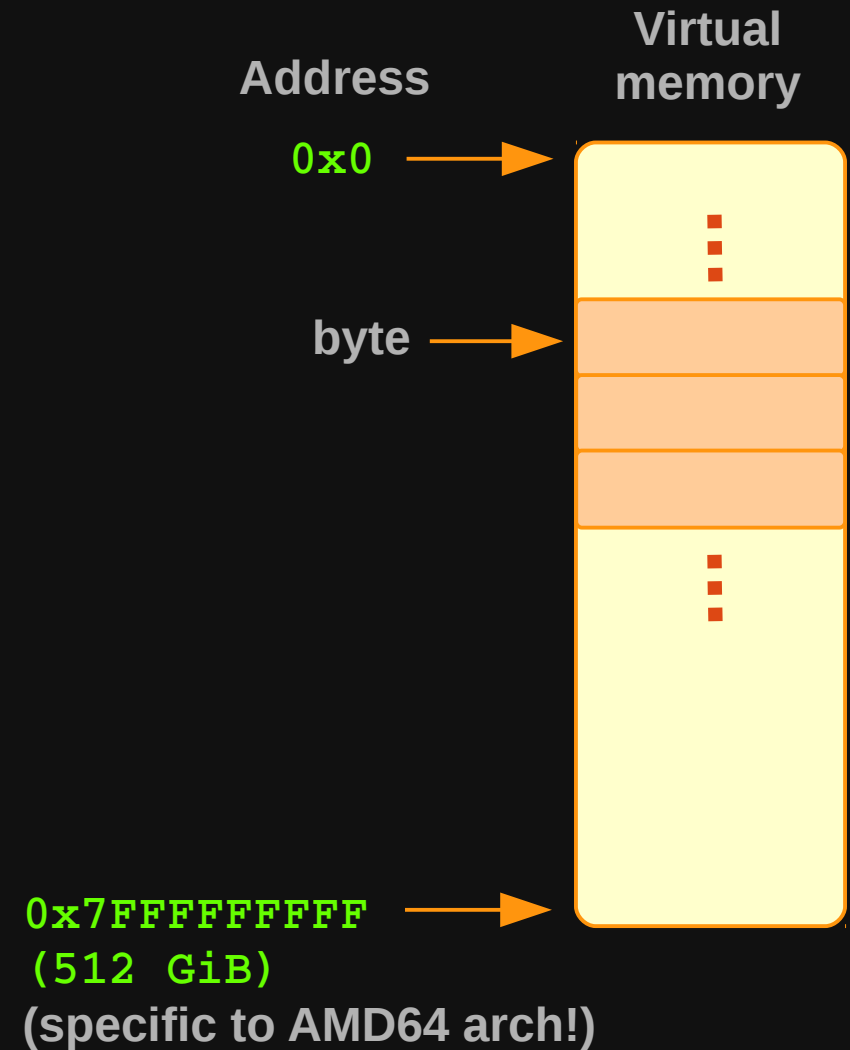 Virtual
memory
Address
0x0
byte
0x7FFFFFFFFF
(512 GiB)
(specific to AMD64 arch!)